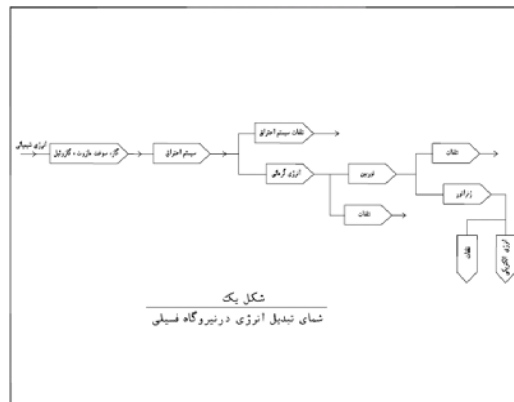 انرژی شیمیائی
گاز، سوخت مازوت، گازوئیل
سیستم احتراق
تلفات سیستم احتراق
انرژی گرمائی
توربین
تلفات
تلفات
ژنراتور
تلفات
انرژی الکتریکی
شکل یک
شمای تبدیل انرژی درنیروگاه فسیلی